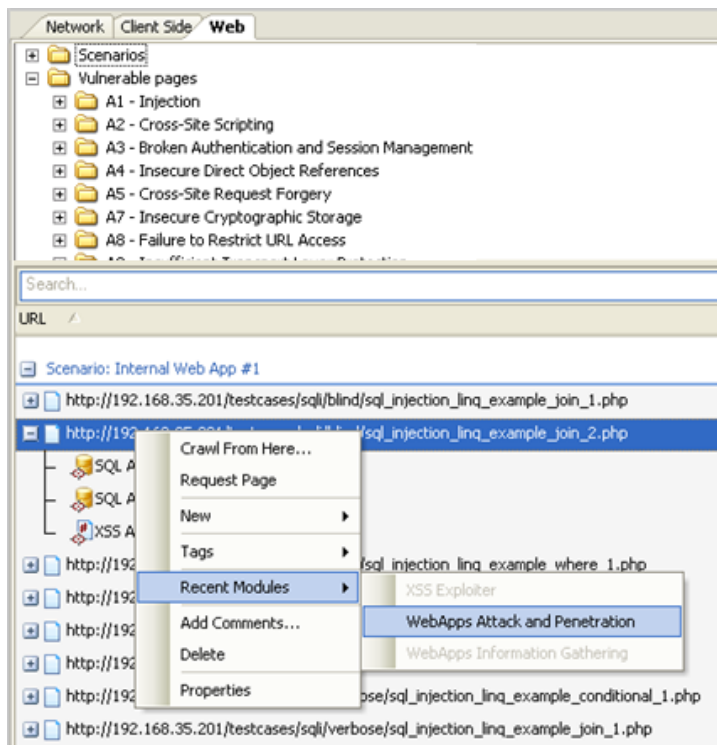 Network Client Side Web
Scenarios
Vulnerable pages
A1 - Injection
A2 - Cross-Site Scripting
A3 - Broken Authentication and Session Management
A4 - Insecure Direct Object References
A5 - Cross-Site Request Forgery
A7 - Insecure Cryptographic Storage
A8 - Failure to Restrict URL Access
Search...
URL
Scenario: Internal Web App #1
http://192.168.35.201/testcases/sqli/blind/sql_injection_linq_example_join_1.php
http://192 /sql_injection_linq_example_join_2.php
SQL A
SQL A
XSS A
http://192 /sql_injection_linq_example_where_1.php
http://192
http://192
http://192
http://192 ose/sql_injection_linq_example_conditional_1.php
http://192.168.35.201/testcases/sqli/verbose/sql_injection_linq_example_join_1.php
Crawl From Here...
Request Page
New
Tags
Recent Modules
Add Comments...
Delete
Properties
XSS Exploiter
WebApps Attack and Penetration
WebApps Information Gathering